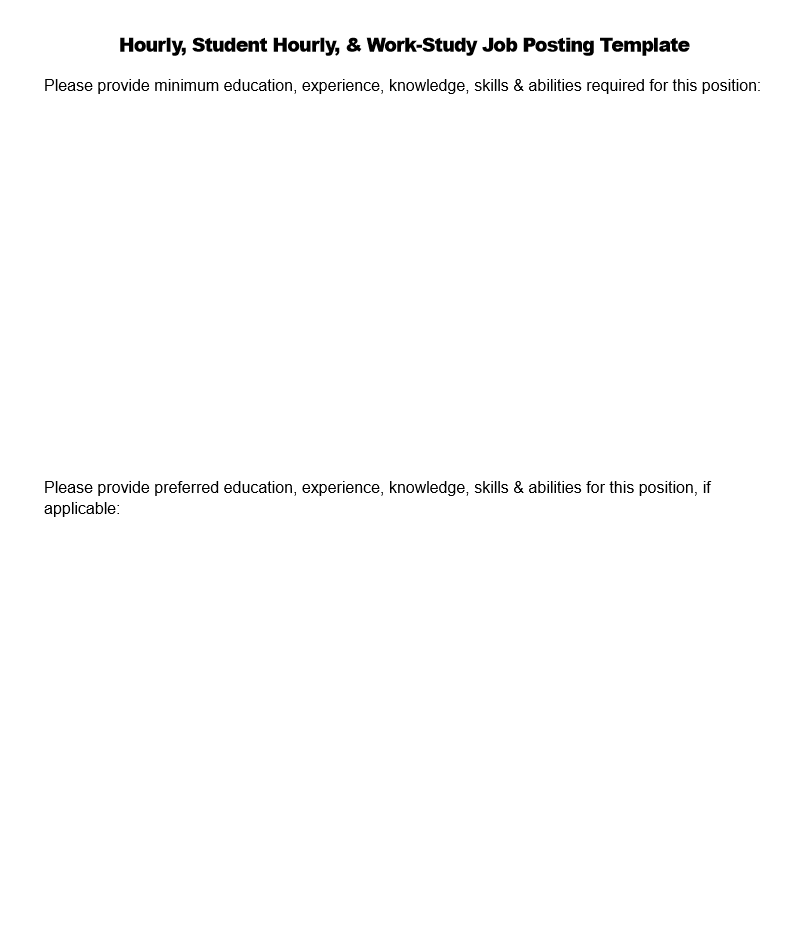 Hourly, Student Hourly, & Work-Study Job Posting Template
Please provide minimum education, experience, knowledge, skills & abilities required for this position:
Please provide preferred education, experience, knowledge, skills & abilities for this position, if
applicable: